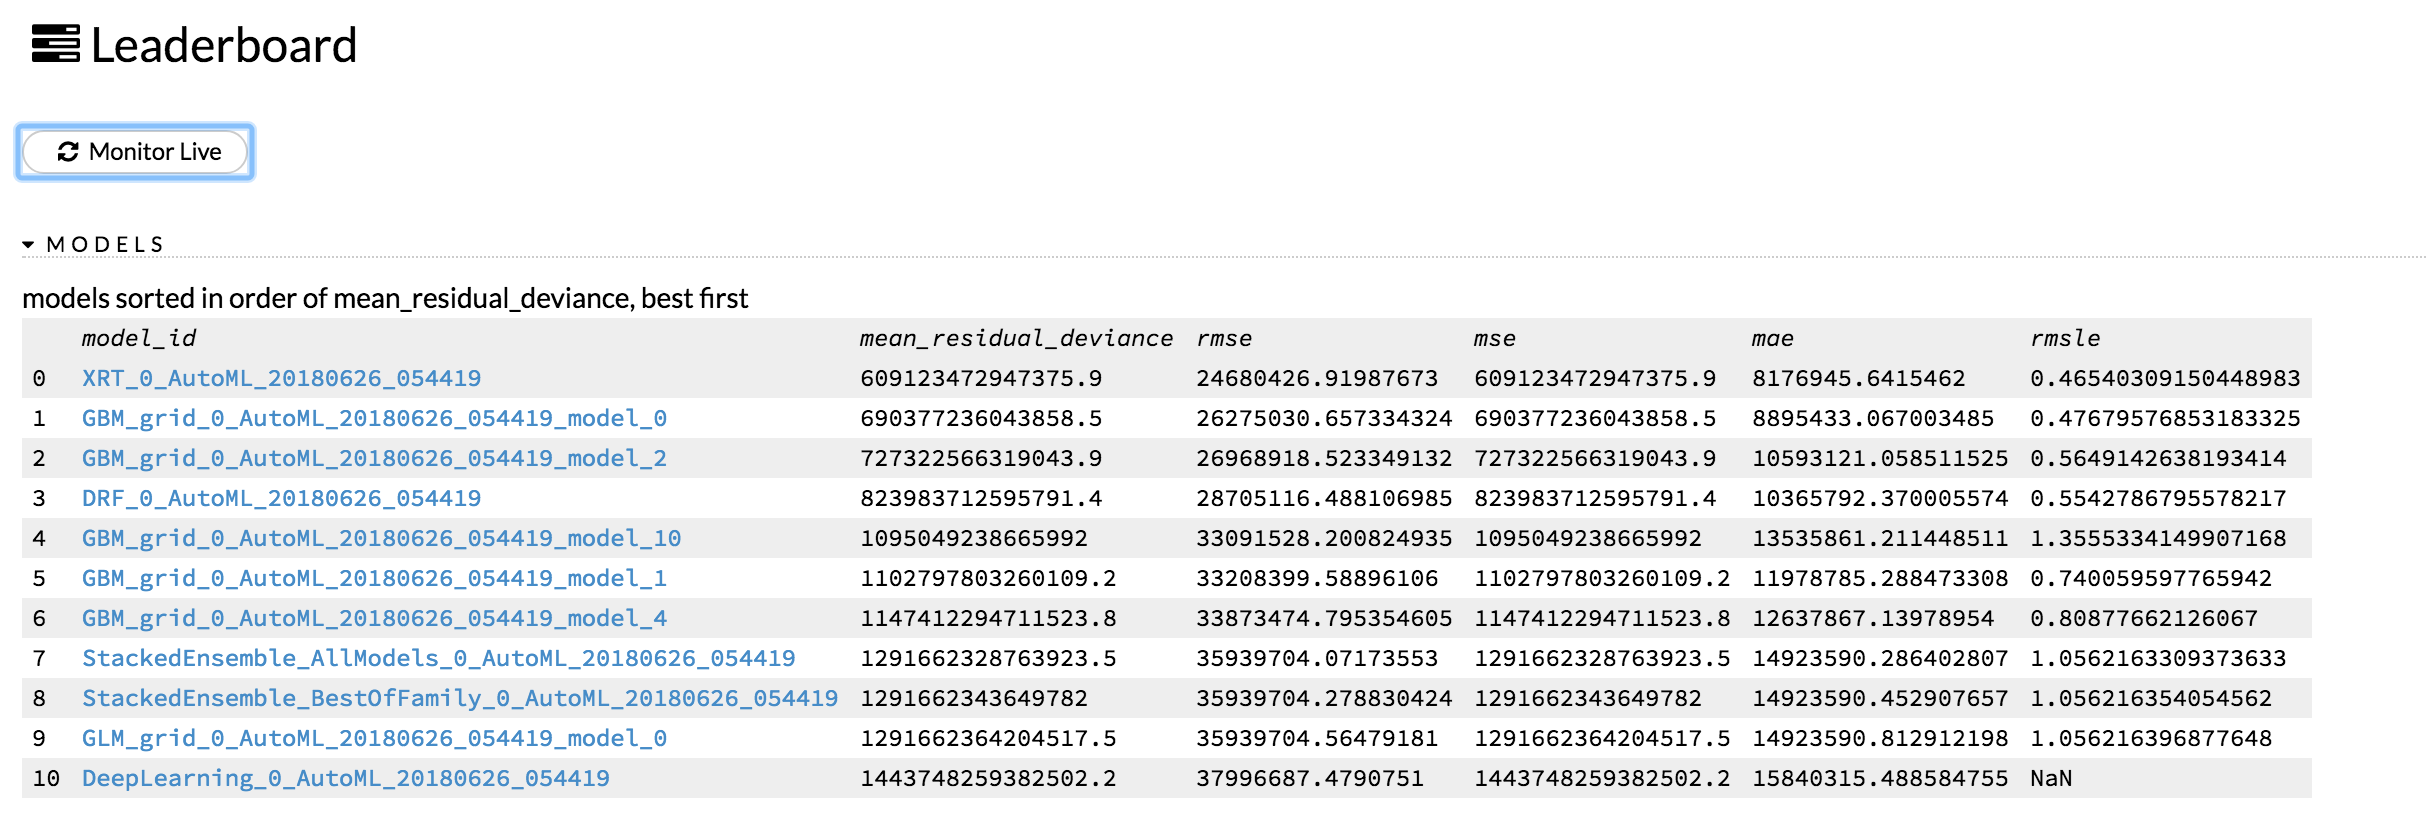 Leaderboard
Monitor Live
MODELS
models sorted in order of mean_residual_deviance, best first
model_id mean_residual_deviance rmse mse mae rmsle
0 XRT_0_AutoML_20180626_054419 609123472947375.9 24680426.91987673 609123472947375.9 8176945.6415462 0.46540309150448983
1 GBM_grid_0_AutoML_20180626_054419_model_0 690377236043858.5 26275030.657334324 690377236043858.5 8895433.067003485 0.47679576853183325
2 GBM_grid_0_AutoML_20180626_054419_model_2 727322566319043.9 26968918.523349132 727322566319043.9 10593121.058511525 0.5649142638193414
3 DRF_0_AutoML_20180626_054419 823983712595791.4 28705116.488106985 823983712595791.4 10365792.370005574 0.5542786795578217
4 GBM_grid_0_AutoML_20180626_054419_model_10 1095049238665992 33091528.200824935 1095049238665992 13535861.211448511 1.3555334149907168
5 GBM_grid_0_AutoML_20180626_054419_model_1 1102797803260109.2 33208399.58896106 1102797803260109.2 11978785.288473308 0.740059597765942
6 GBM_grid_0_AutoML_20180626_054419_model_4 1147412294711523.8 33873474.795354605 1147412294711523.8 12637867.13978954 0.80877662126067
7 StackedEnsemble_AllModels_0_AutoML_20180626_054419 1291662328763923.5 35939704.07173553 1291662328763923.5 14923590.286402807 1.0562163309373633
8 StackedEnsemble_BestOfFamily_0_AutoML_20180626_054419 1291662343649782 35939704.278830424 1291662343649782 14923590.452907657 1.056216354054562
9 GLM_grid_0_AutoML_20180626_054419_model_0 1291662364204517.5 35939704.56479181 1291662364204517.5 14923590.812912198 1.056216396877648
10 DeepLearning_0_AutoML_20180626_054419 1443748259382502.2 37996687.4790751 1443748259382502.2 15840315.488584755 NaN